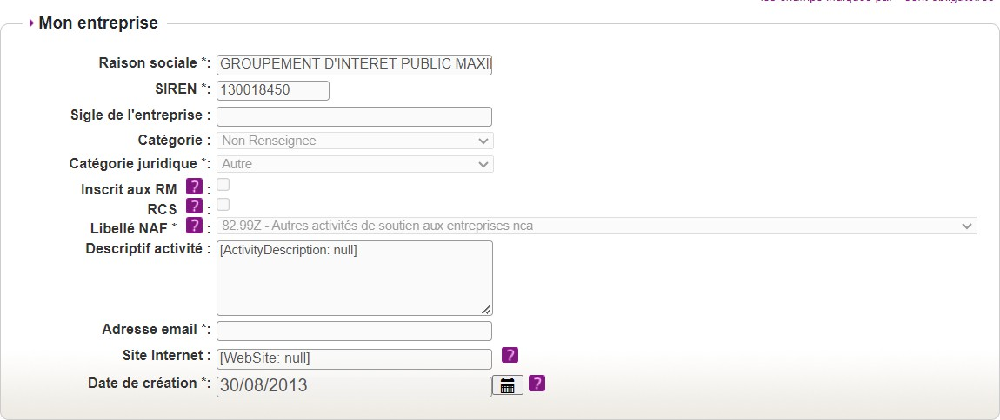 Mon entreprise
Raison sociale *: GROUPEMENT D'INTERET PUBLIC MAXI
SIREN *: 130018450
Sigle de l'entreprise :
Catégorie : Non Renseignee
Catégorie juridique *: Autre
Inscrit aux RM ? :
RCS ? :
Libellé NAF * ? : 82.99Z - Autres activités de soutien aux entreprises nca
Descriptif activité : [ActivityDescription: null]
Adresse email *:
Site Internet : [WebSite: null] ?
Date de création *: 30/08/2013 ?